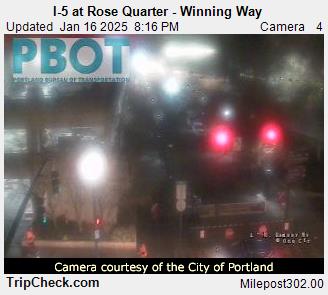 I-5 at Rose Quarter - Winning Way
Updated Jan 16 2025 8:16 PM Camera 4
PBOT
PORTLAND BUREAU OF TRANSPORTATION
Camera courtesy of the City of Portland
TripCheck.com Milepost302.00